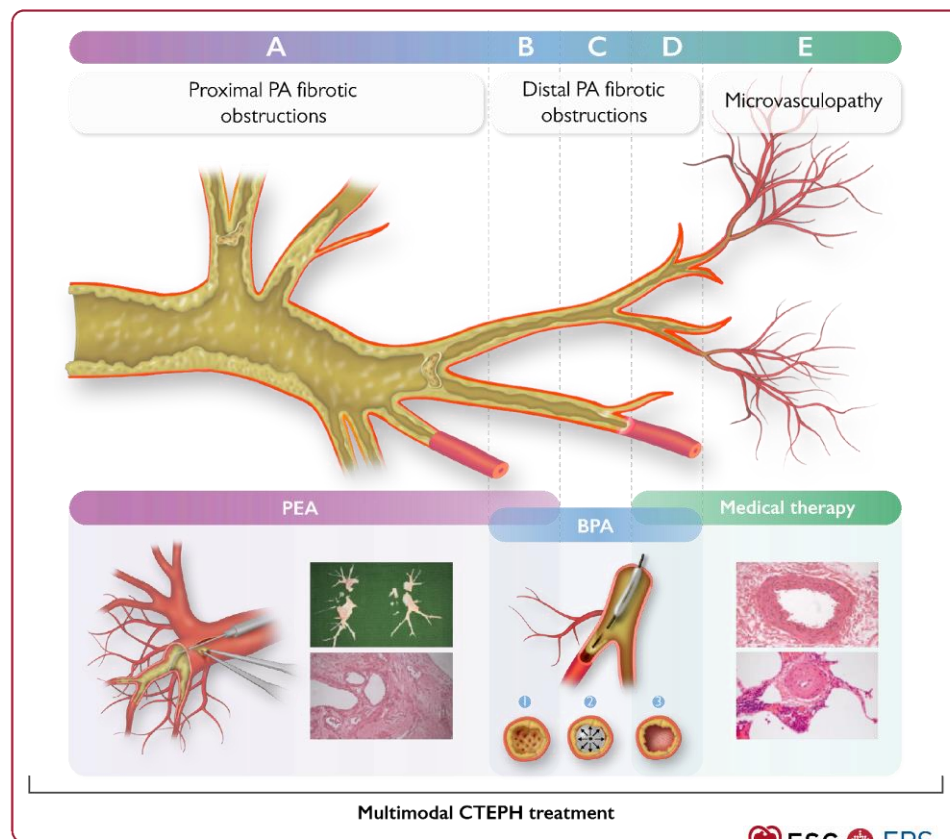 A B C D E
Proximal PA fibrotic
obstructions
Distal PA fibrotic
obstructions
Microvasculopathy
PEA
BPA
Medical therapy
1 2 3
Multimodal CTEPH treatment
ESC ERS